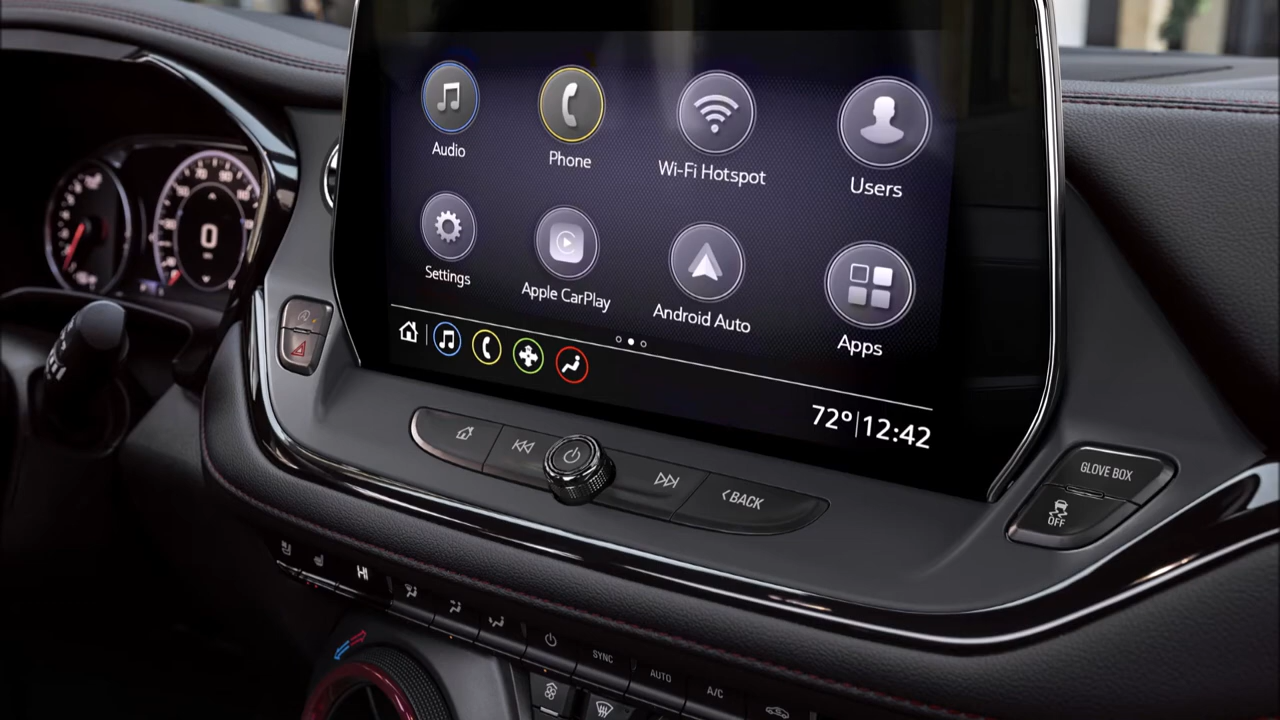 Audio
Phone
Wi-Fi Hotspot
Users
Settings
Apple CarPlay
Android Auto
Apps
72°|12:42
0
BACK
GLOVE BOX
OFF
SYNC
AUTO
A/C